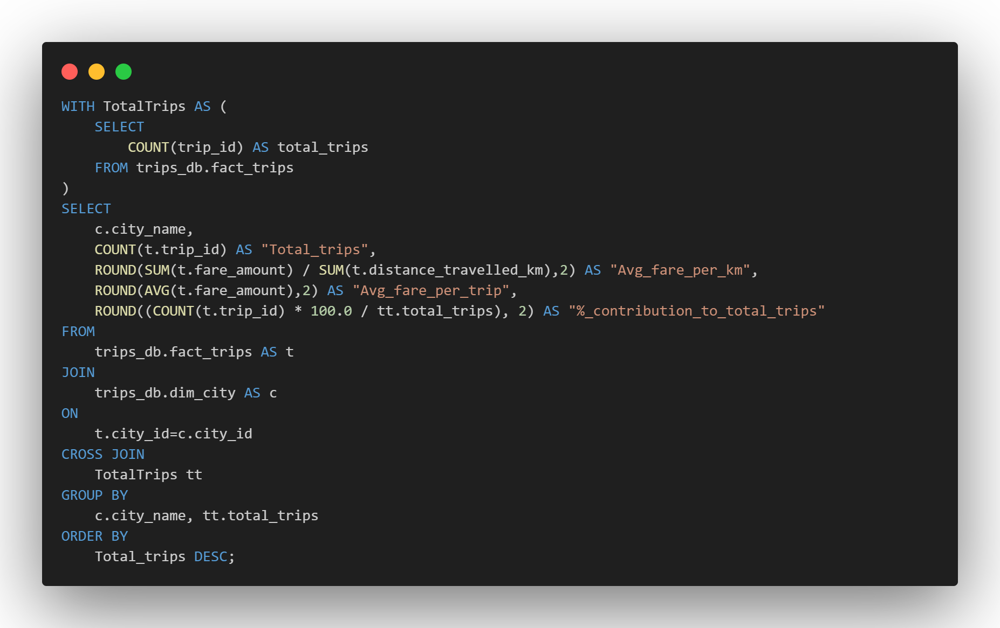 WITH TotalTrips AS (
    SELECT
        COUNT(trip_id) AS total_trips
    FROM trips_db.fact_trips
)
SELECT
    c.city_name,
    COUNT(t.trip_id) AS "Total_trips",
    ROUND(SUM(t.fare_amount) / SUM(t.distance_travelled_km),2) AS "Avg_fare_per_km",
    ROUND(AVG(t.fare_amount),2) AS "Avg_fare_per_trip",
    ROUND((COUNT(t.trip_id) * 100.0 / tt.total_trips), 2) AS "%_contribution_to_total_trips"
FROM
    trips_db.fact_trips AS t
JOIN
    trips_db.dim_city AS c
ON
    t.city_id=c.city_id
CROSS JOIN
    TotalTrips tt
GROUP BY
    c.city_name, tt.total_trips
ORDER BY
    Total_trips DESC;